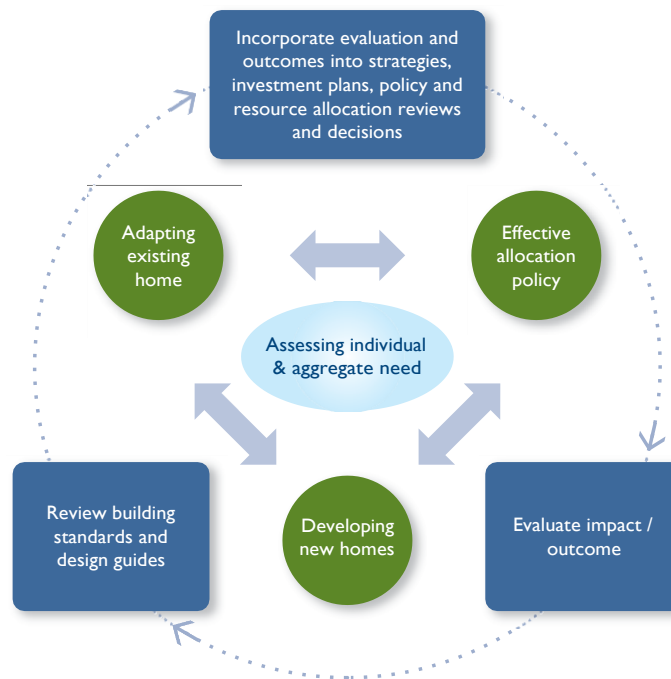 Incorporate evaluation and
outcomes into strategies,
investment plans, policy and
resource allocation reviews
and decisions
Adapting
existing
home
Effective
allocation
policy
Assessing individual
& aggregate need
Review building
standards and
design guides
Developing
new homes
Evaluate impact /
outcome